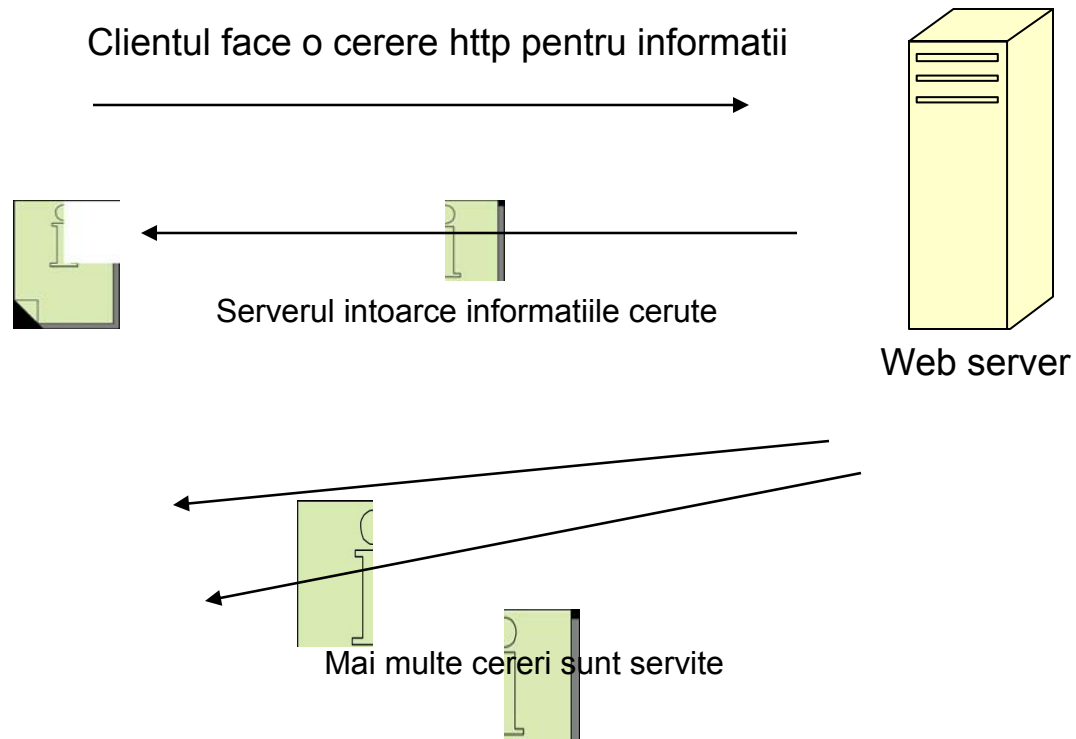 Clientul face o cerere http pentru informatii
Serverul intoarce informatiile cerute
Web server
Mai multe cereri sunt servite